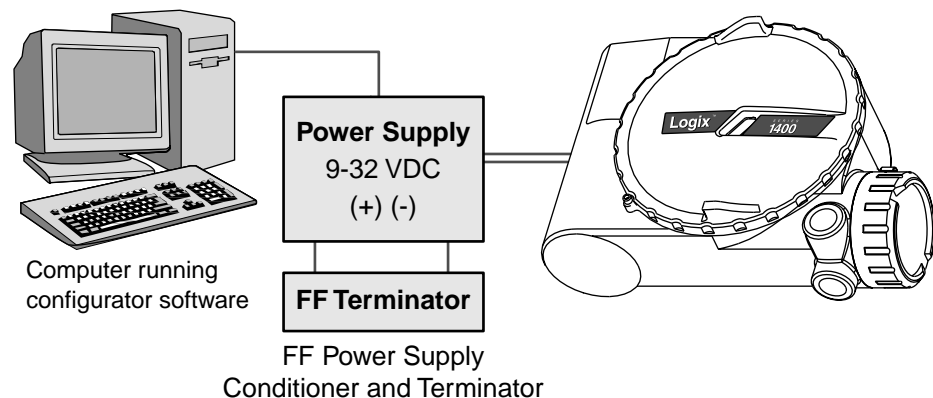 Power Supply
9-32 VDC
(+) (-)
Logix
SERIES
1400
Computer running
configurator software
FF Terminator
FF Power Supply
Conditioner and Terminator